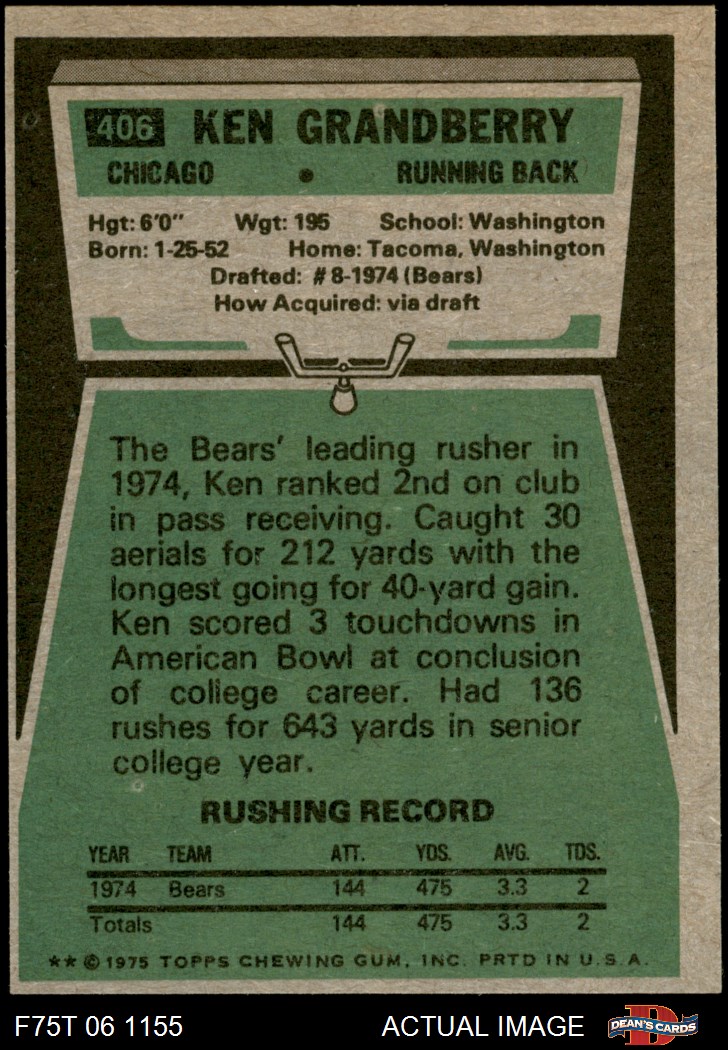 406 KEN GRANDBERRY
CHICAGO • RUNNING BACK
Hgt: 6'0" Wgt: 195 School: Washington
Born: 1-25-52 Home: Tacoma, Washington
Drafted: #8-1974 (Bears)
How Acquired: via draft
The Bears' leading rusher in
1974, Ken ranked 2nd on club
in pass receiving. Caught 30
aerials for 212 yards with the
longest going for 40-yard gain.
Ken scored 3 touchdowns in
American Bowl at conclusion
of college career. Had 136
rushes for 643 yards in senior
college year.
RUSHING RECORD
YEAR TEAM ATT. YDS. AVG. TDS.
1974 Bears 144 475 3.3 2
Totals 144 475 3.3 2
** © 1975 TOPPS CHEWING GUM, INC. PRTD IN U.S.A.
F75T 06 1155 ACTUAL IMAGE D DEAN'S CARDS